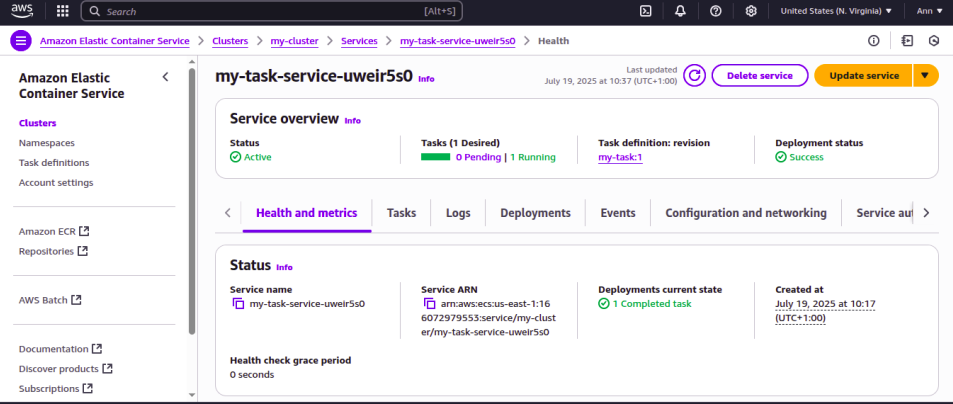 aws
Search [Alt+S]
United States (N. Virginia) ▼ Ann ▼
Amazon Elastic Container Service > Clusters > my-cluster > Services > my-task-service-uweir5s0 > Health
Amazon Elastic
Container Service
Clusters
Namespaces
Task definitions
Account settings
Amazon ECR
Repositories
AWS Batch
Documentation
Discover products
Subscriptions
my-task-service-uweir5s0 Info
Last updated
July 19, 2025 at 10:37 (UTC+1:00)
Delete service
Update service
Service overview Info
Status
Active
Tasks (1 Desired)
0 Pending | 1 Running
Task definition: revision
my-task:1
Deployment status
Success
Health and metrics
Tasks
Logs
Deployments
Events
Configuration and networking
Service au
Status Info
Service name
my-task-service-uweir5s0
Service ARN
arn:aws:ecs:us-east-1:16
6072979553:service/my-clust
er/my-task-service-uweir5s0
Deployments current state
1 Completed task
Created at
July 19, 2025 at 10:17
(UTC+1:00)
Health check grace period
0 seconds